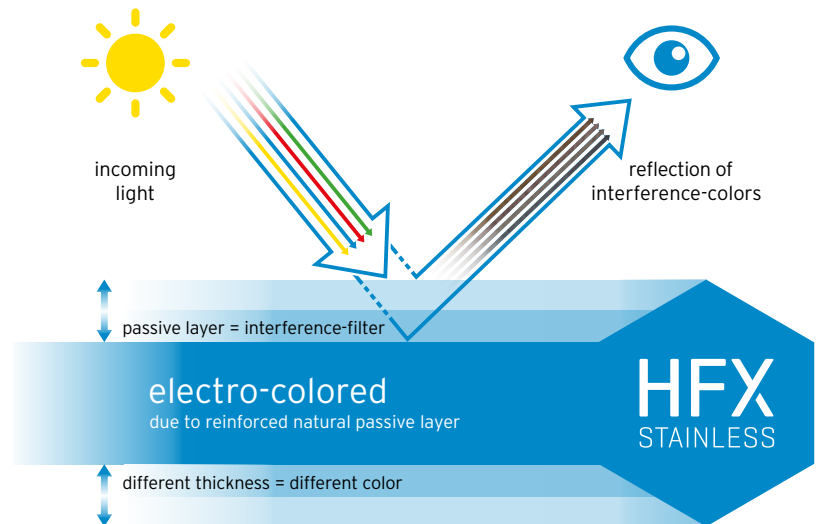 incoming
light
reflection of
interference-colors
passive layer = interference-filter
electro-colored
due to reinforced natural passive layer
HFX
STAINLESS
different thickness = different color